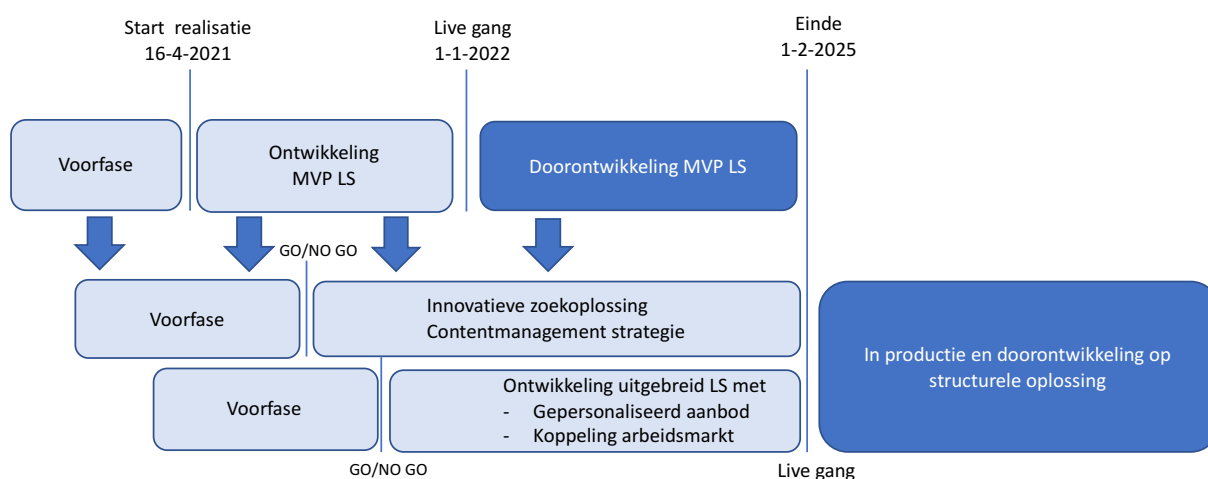 Start realisatie
16-4-2021
Live gang
1-1-2022
Einde
1-2-2025
Voorfase
Ontwikkeling
MVP LS
Doorontwikkeling MVP LS
GO/NO GO
Voorfase
Innovatieve zoekoplossing
Contentmanagement strategie
In productie en doorontwikkeling op
structurele oplossing
Voorfase
Ontwikkeling uitgebreid LS met
- Gepersonaliseerd aanbod
- Koppeling arbeidsmarkt
GO/NO GO
Live gang